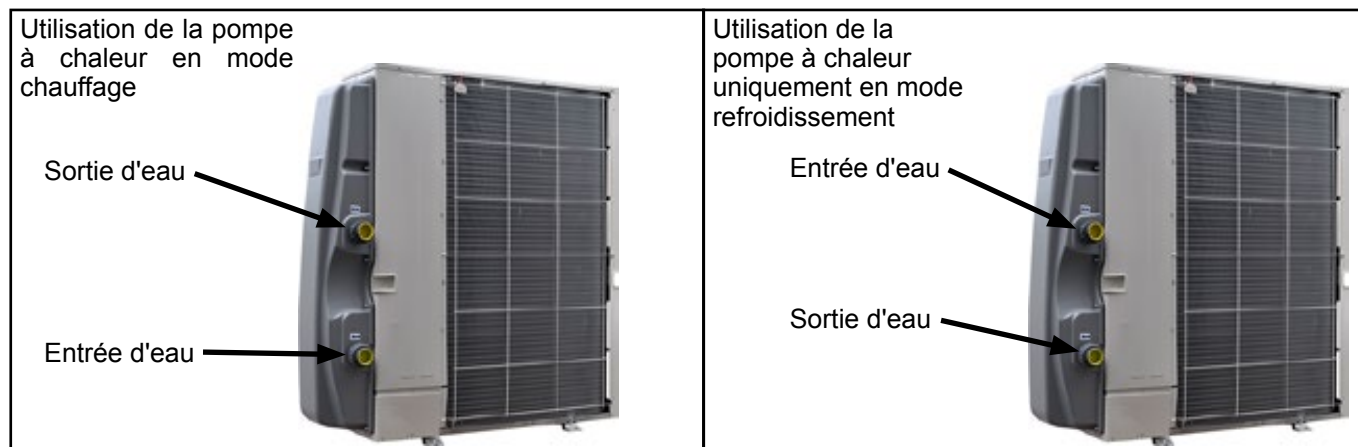 Utilisation de la pompe
à chaleur en mode
chauffage
Sortie d'eau
Entrée d'eau
Utilisation de la
pompe à chaleur
uniquement en mode
refroidissement
Entrée d'eau
Sortie d'eau